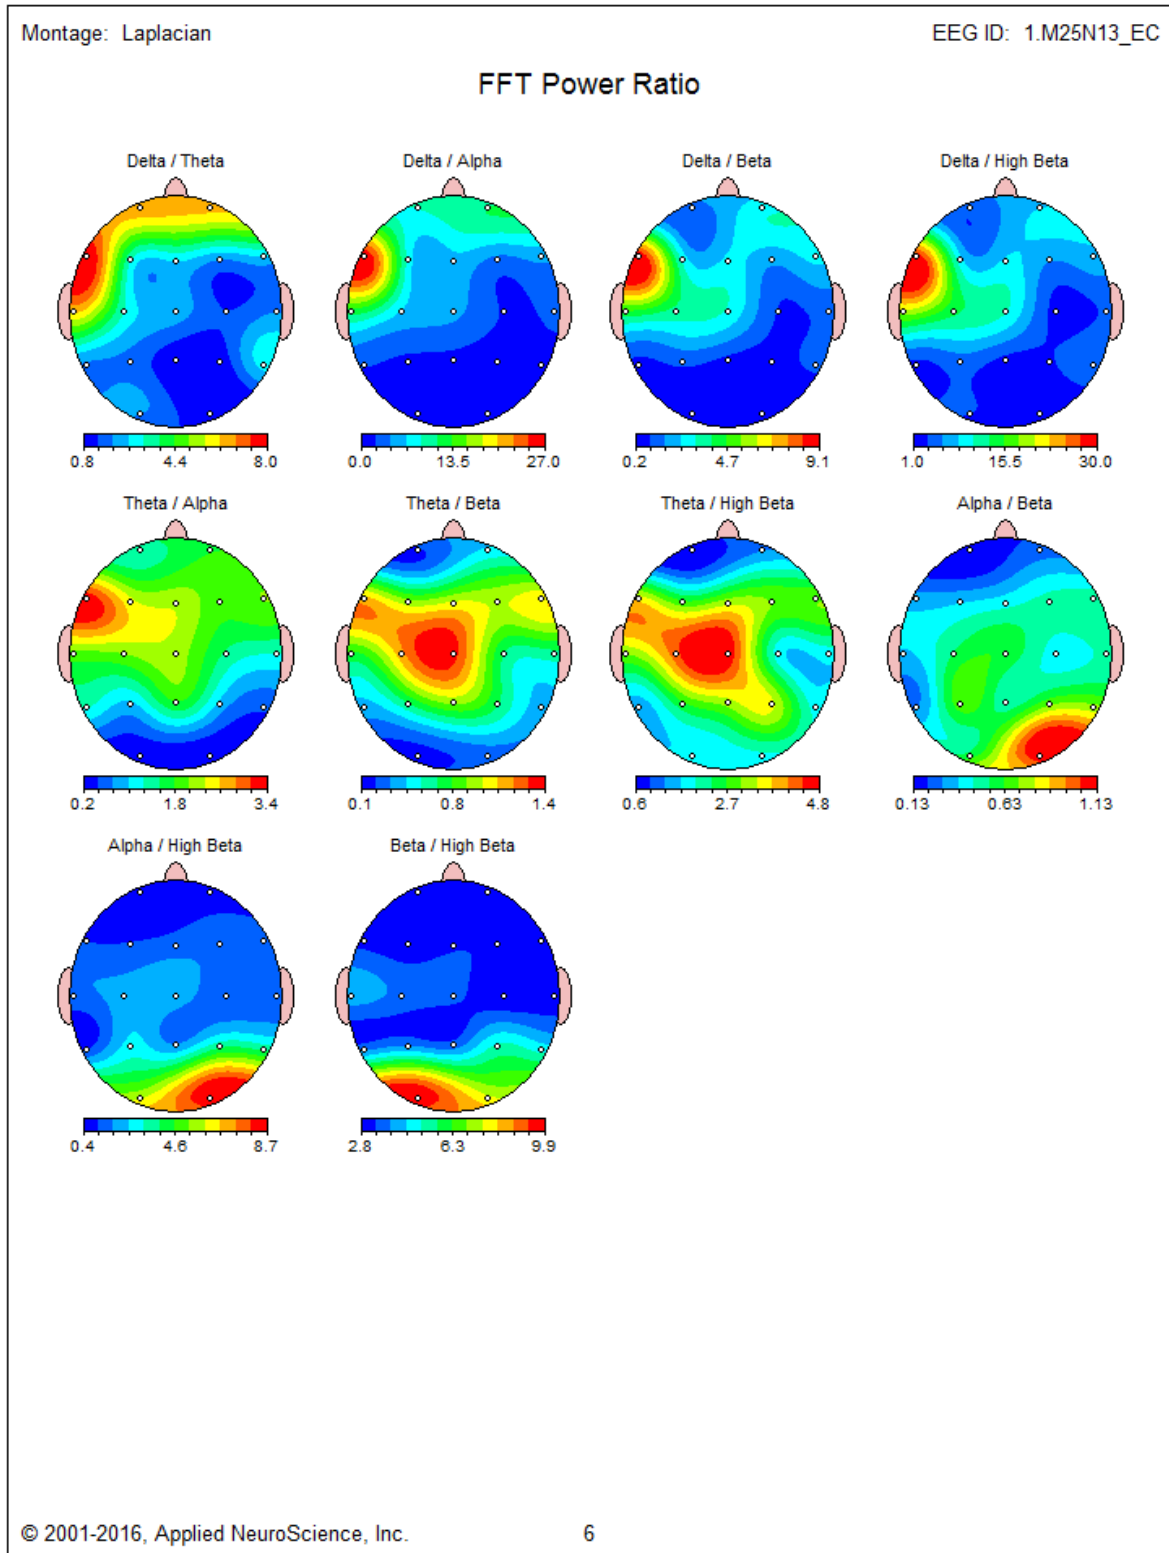 Montage: Laplacian EEG ID: 1.M25N13_EC
FFT Power Ratio
Delta / Theta Delta / Alpha Delta / Beta Delta / High Beta
0.8 4.4 8.0 0.0 13.5 27.0 0.2 4.7 9.1 1.0 15.5 30.0
Theta / Alpha Theta / Beta Theta / High Beta Alpha / Beta
0.2 1.8 3.4 0.1 0.8 1.4 0.6 2.7 4.8 0.13 0.63 1.13
Alpha / High Beta Beta / High Beta
0.4 4.6 8.7 2.8 6.3 9.9
© 2001-2016, Applied NeuroScience, Inc. 6